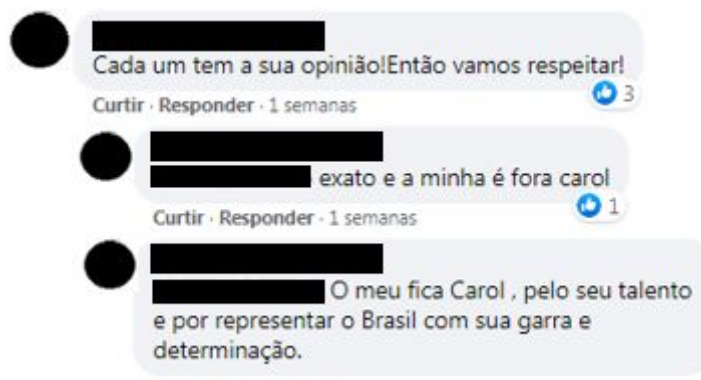 Cada um tem a sua opinião!Então vamos respeitar!
Curtir · Responder · 1 semanas
3
exato e a minha é fora carol
Curtir · Responder · 1 semanas
1
O meu fica Carol , pelo seu talento
e por representar o Brasil com sua garra e
determinação.